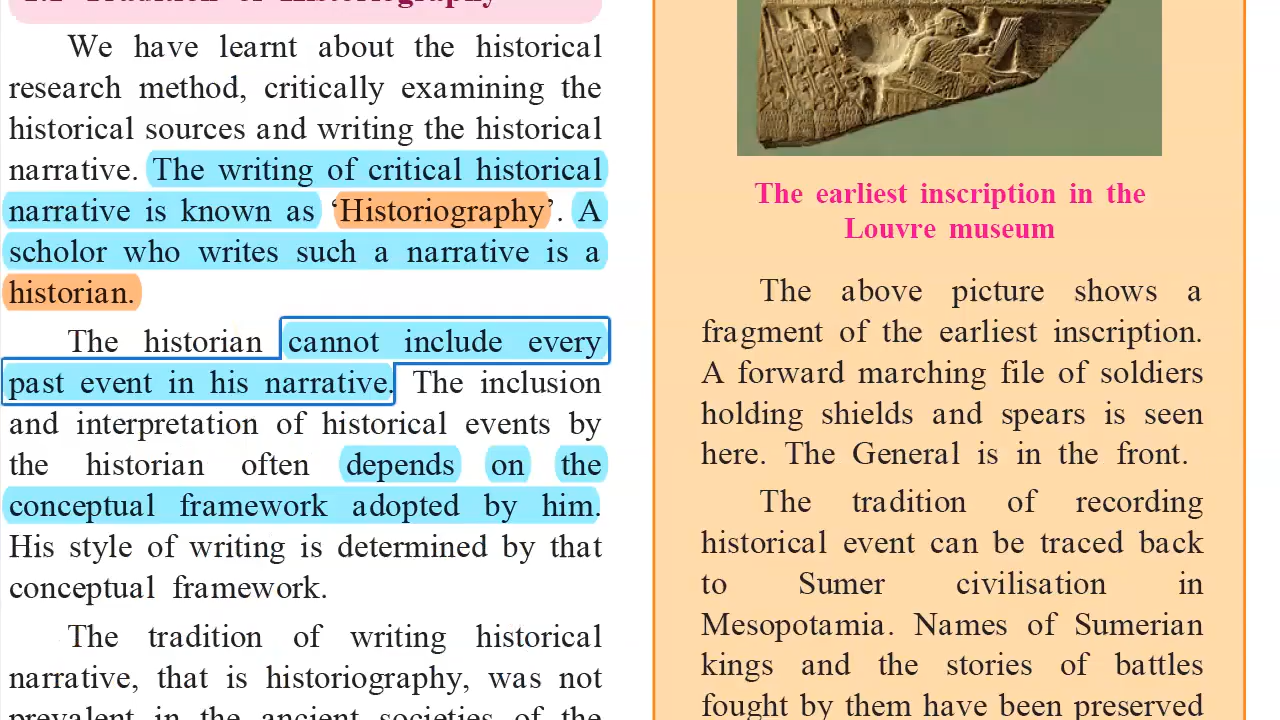 We have learnt about the historical
research method, critically examining the
historical sources and writing the historical
narrative. The writing of critical historical
narrative is known as ‘Historiography’. A
scholor who writes such a narrative is a
historian.
The historian cannot include every
past event in his narrative. The inclusion
and interpretation of historical events by
the historian often depends on the
conceptual framework adopted by him.
His style of writing is determined by that
conceptual framework.
The tradition of writing historical
narrative, that is historiography, was not
prevalent in the ancient societies of the
The earliest inscription in the
Louvre museum
The above picture shows a
fragment of the earliest inscription.
A forward marching file of soldiers
holding shields and spears is seen
here. The General is in the front.
The tradition of recording
historical event can be traced back
to Sumer civilisation in
Mesopotamia. Names of Sumerian
kings and the stories of battles
fought by them have been preserved